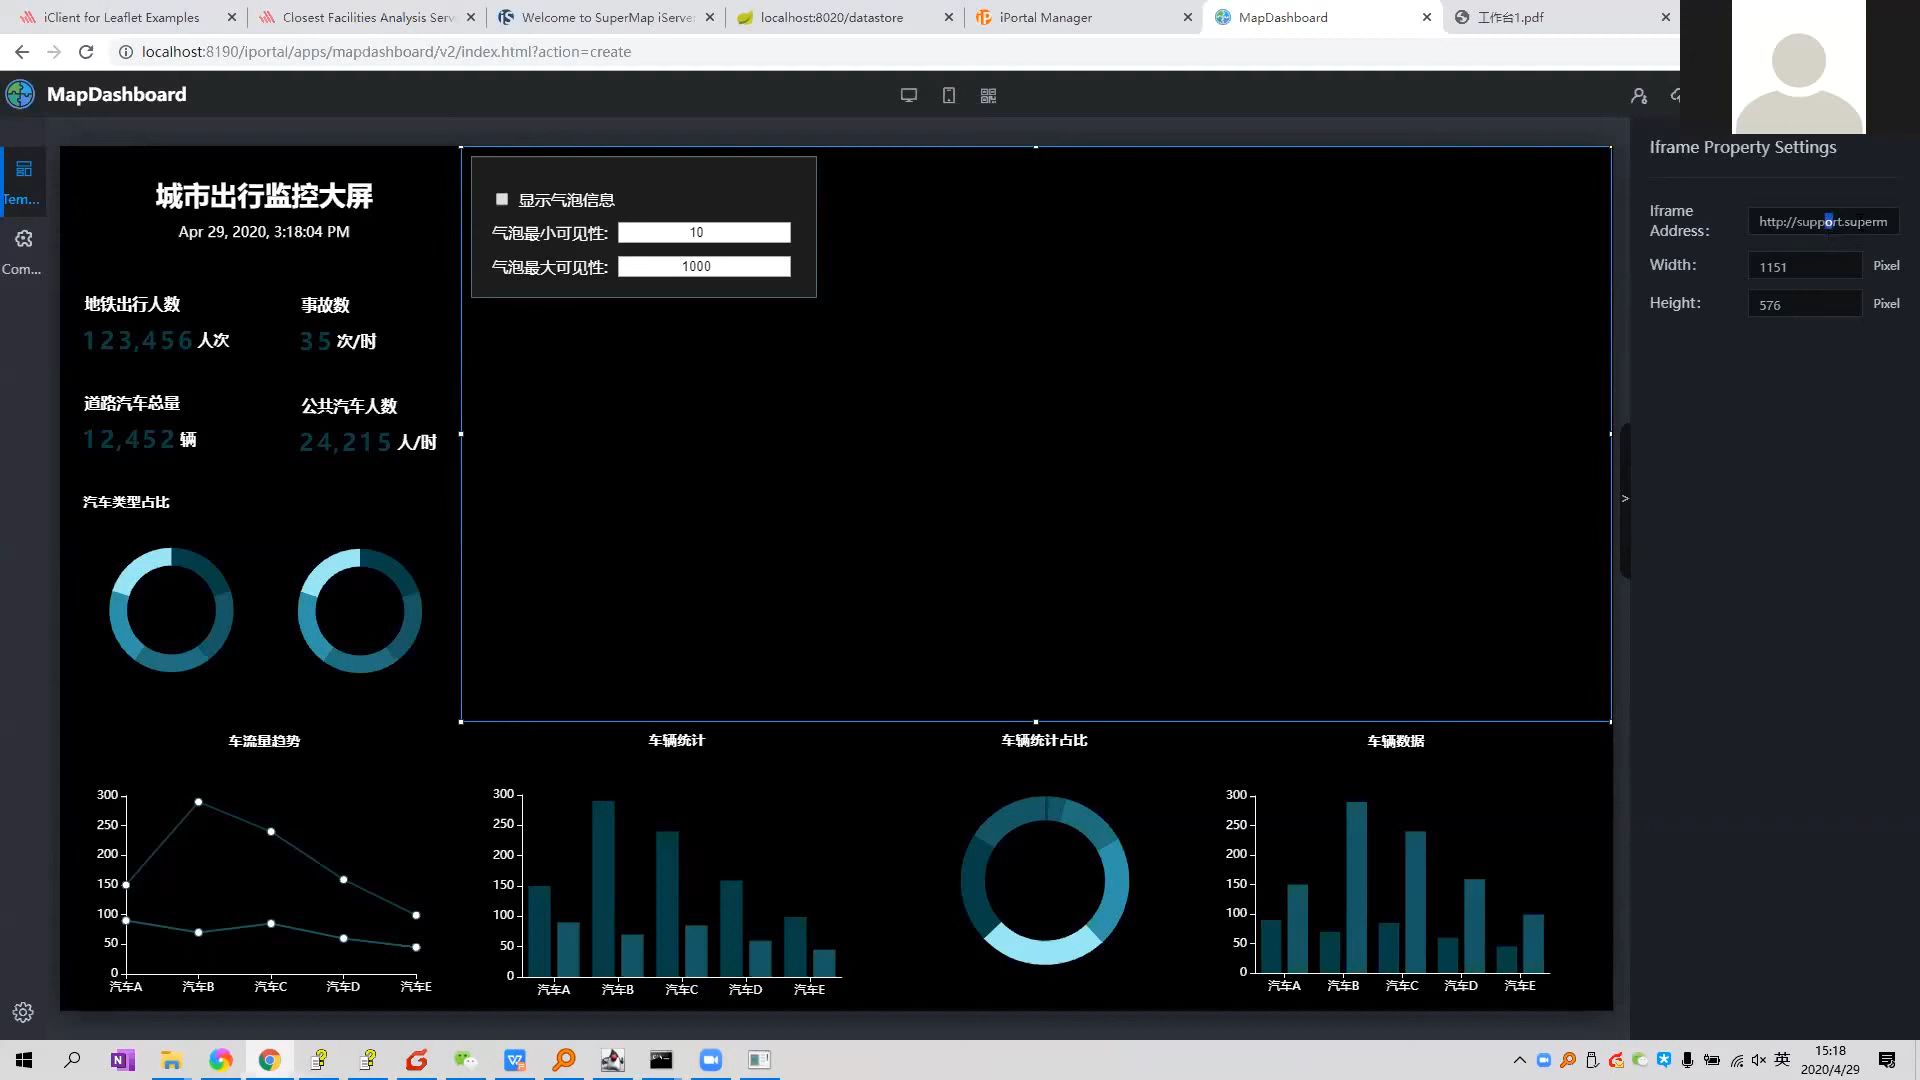 iClient for Leaflet Examples
Closest Facilities Analysis Serv
Welcome to SuperMap iServe
localhost:8020/datastore
iPortal Manager
MapDashboard
工作台1.pdf
localhost:8190/iportal/apps/mapdashboard/v2/index.html?action=create
MapDashboard
Tem...
Com...
城市出行监控大屏
Apr 29, 2020, 3:18:04 PM
地铁出行人数
123,456 人次
事故数
35 次/时
道路汽车总量
12,452 辆
公共汽车人数
24,215 人/时
汽车类型占比
显示气泡信息
气泡最小可见性: 10
气泡最大可见性: 1000
Iframe Property Settings
Iframe Address: http://support.superm
Width: 1151 Pixel
Height: 576 Pixel
>
车流量趋势
300
250
200
150
100
50
0
汽车A 汽车B 汽车C 汽车D 汽车E
车辆统计
300
250
200
150
100
50
0
汽车A 汽车B 汽车C 汽车D 汽车E
车辆统计占比
车辆数据
300
250
200
150
100
50
0
汽车A 汽车B 汽车C 汽车D 汽车E
英
15:18
2020/4/29